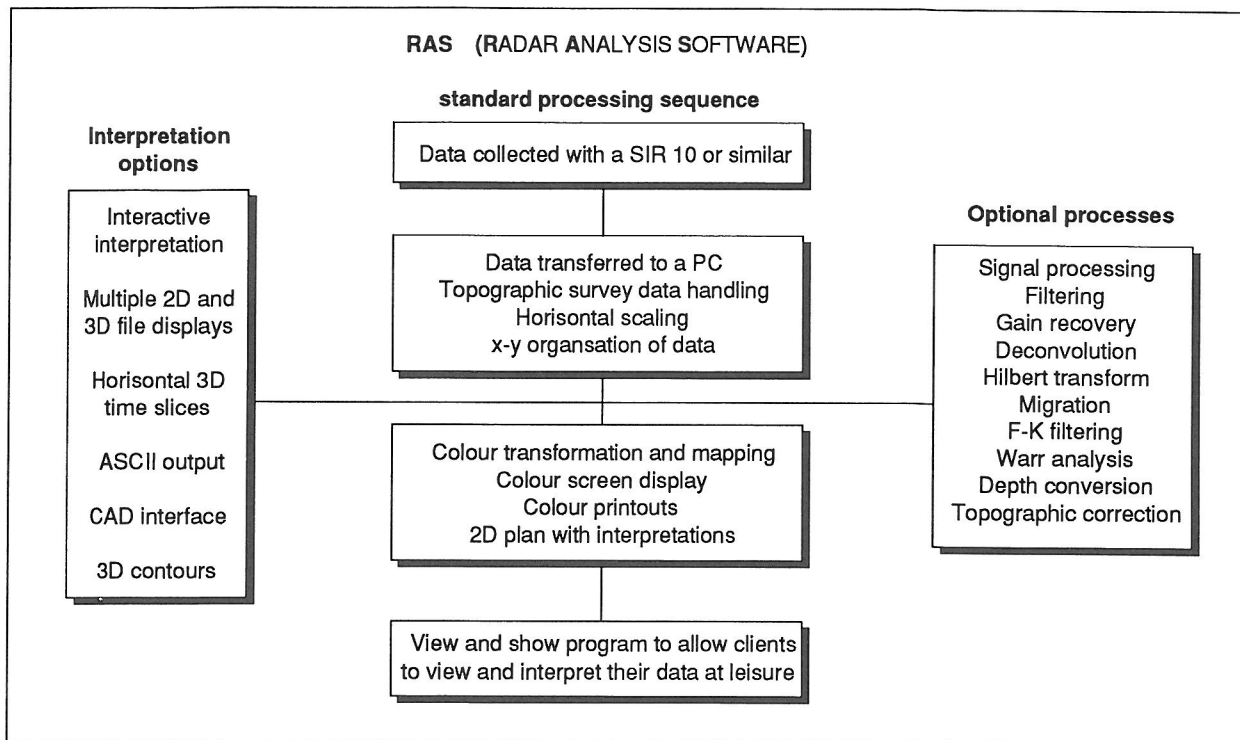 RAS (RADAR ANALYSIS SOFTWARE)
standard processing sequence
Data collected with a SIR 10 or similar
Interpretation
options
Interactive
interpretation
Multiple 2D and
3D file displays
Horisontal 3D
time slices
ASCII output
CAD interface
3D contours
Data transferred to a PC
Topographic survey data handling
Horisontal scaling
x-y organsation of data
Colour transformation and mapping
Colour screen display
Colour printouts
2D plan with interpretations
View and show program to allow clients
to view and interpret their data at leisure
Optional processes
Signal processing
Filtering
Gain recovery
Deconvolution
Hilbert transform
Migration
F-K filtering
Warr analysis
Depth conversion
Topographic correction